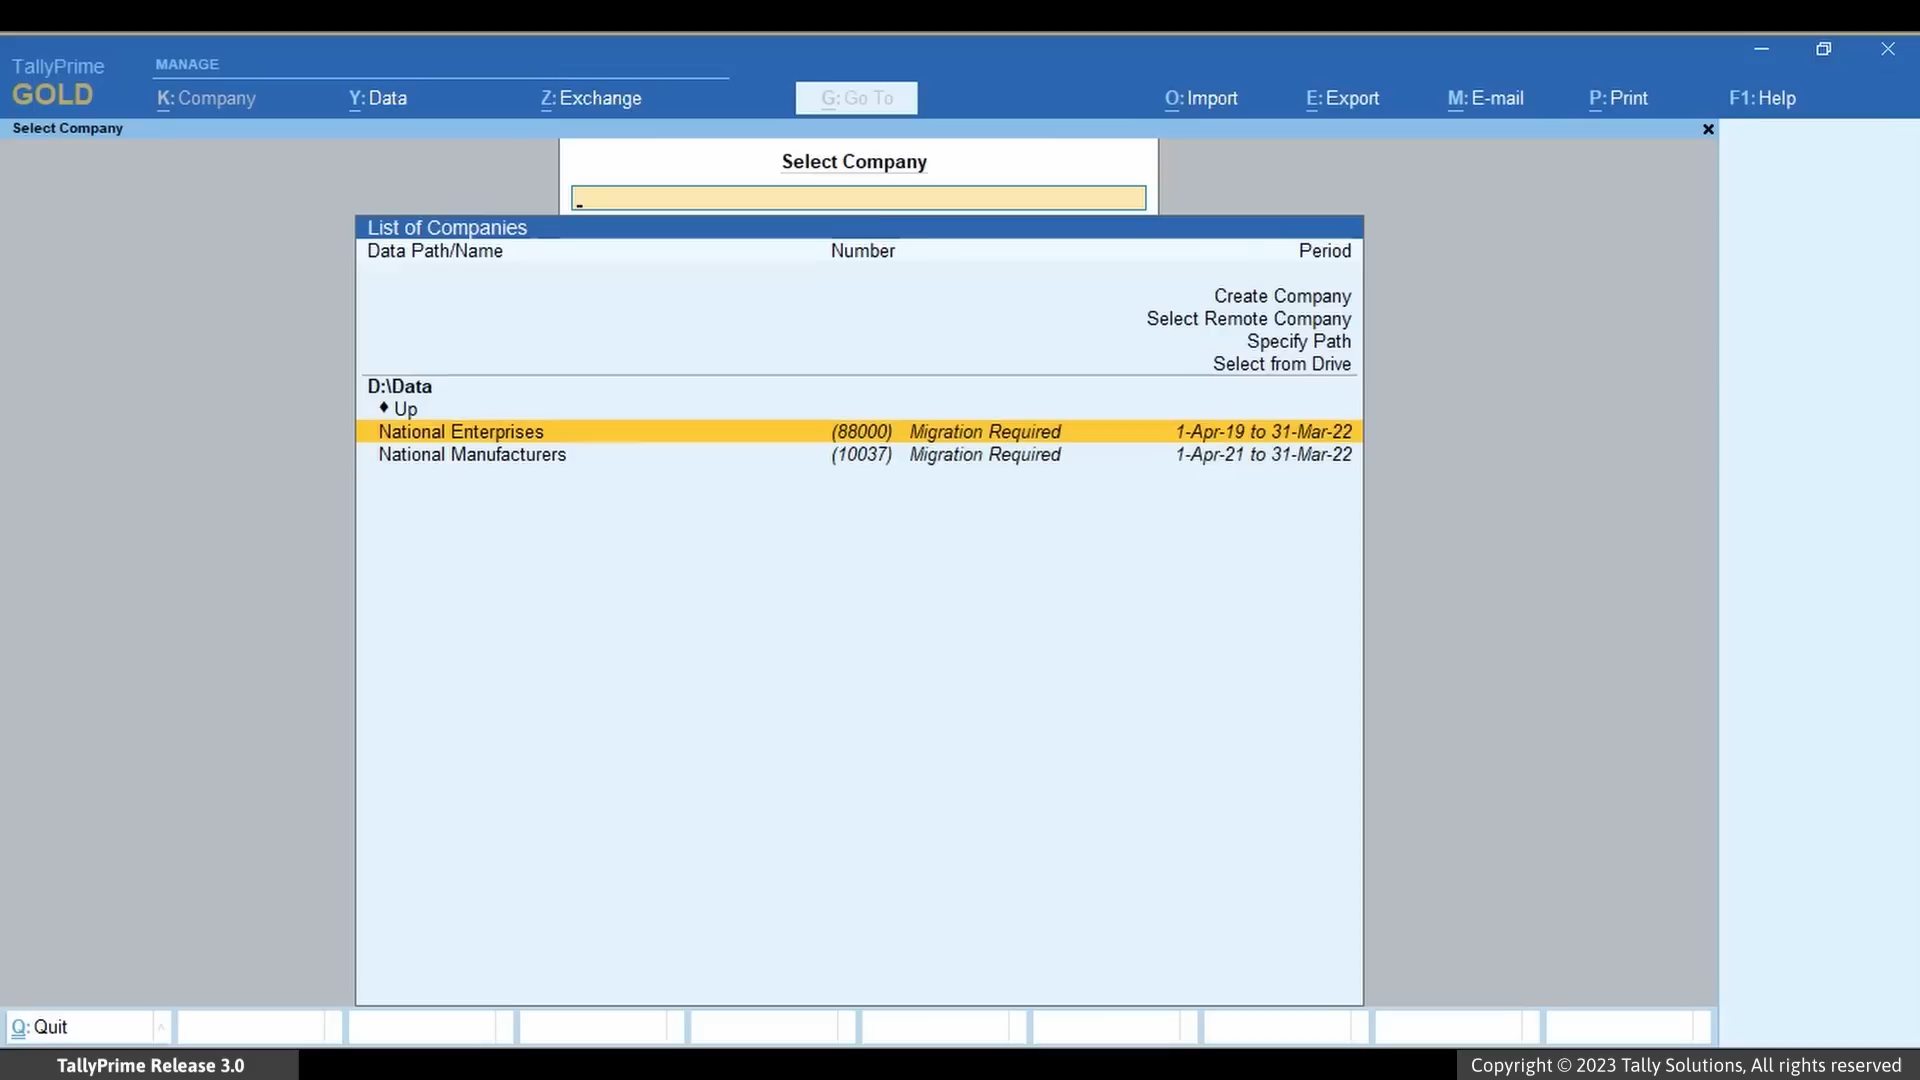 TallyPrime
GOLD
MANAGE
K: Company
Y: Data
Z: Exchange
G: Go To
O: Import
E: Export
M: E-mail
P: Print
F1: Help
Select Company
Select Company
List of Companies
Data Path/Name Number Period
Create Company
Select Remote Company
Specify Path
Select from Drive
D:\Data
♦ Up
National Enterprises (88000) Migration Required 1-Apr-19 to 31-Mar-22
National Manufacturers (10037) Migration Required 1-Apr-21 to 31-Mar-22
Q: Quit
TallyPrime Release 3.0
Copyright © 2023 Tally Solutions, All rights reserved